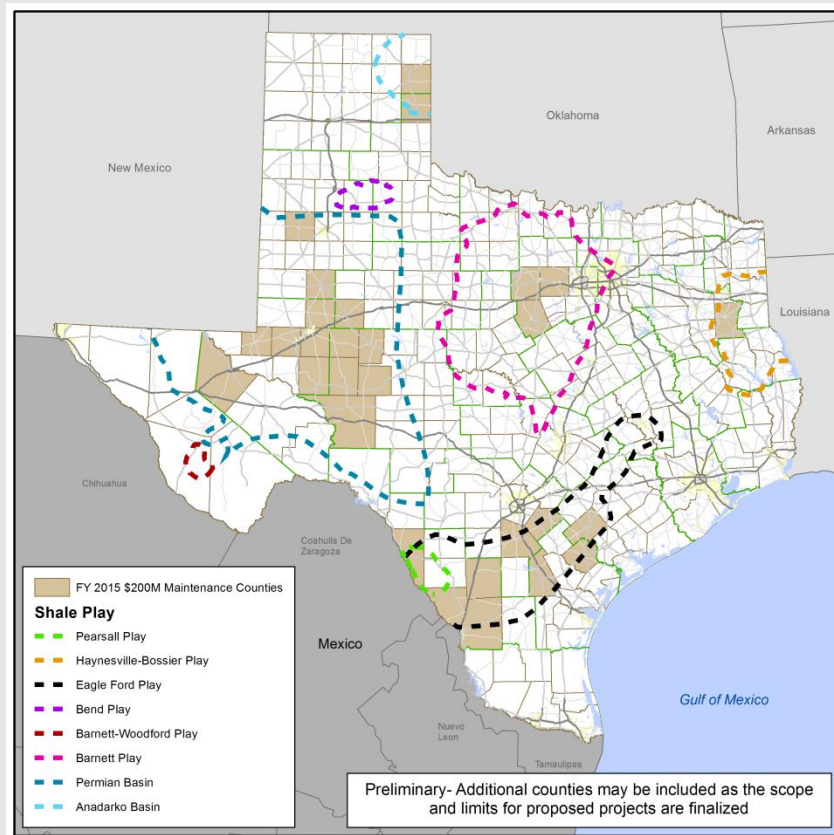 Oklahoma
Arkansas
New Mexico
Louisiana
Chihuahua
Coahuila De
Zaragoza
Mexico
Nuevo
Leon
Tamaulipas
Gulf of Mexico
FY 2015 $200M Maintenance Counties
Shale Play
Pearsall Play
Haynesville-Bossier Play
Eagle Ford Play
Bend Play
Barnett-Woodford Play
Barnett Play
Permian Basin
Anadarko Basin
Preliminary- Additional counties may be included as the scope
and limits for proposed projects are finalized